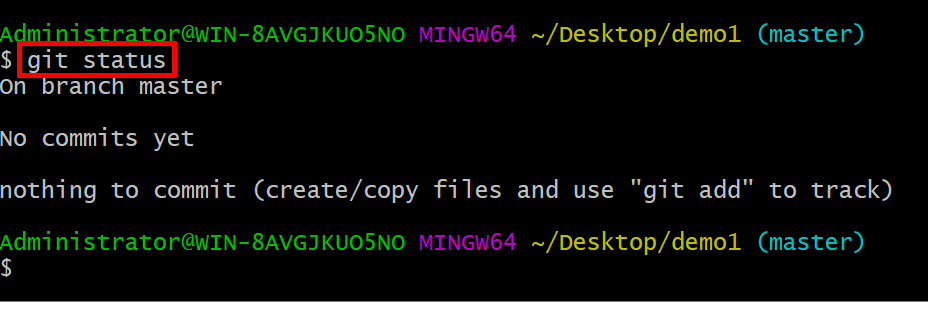 Administrator@WIN-8AVGJKUO5NO MINGW64 ~/Desktop/demo1 (master)
$ git status
On branch master
No commits yet
nothing to commit (create/copy files and use "git add" to track)
Administrator@WIN-8AVGJKUO5NO MINGW64 ~/Desktop/demo1 (master)
$